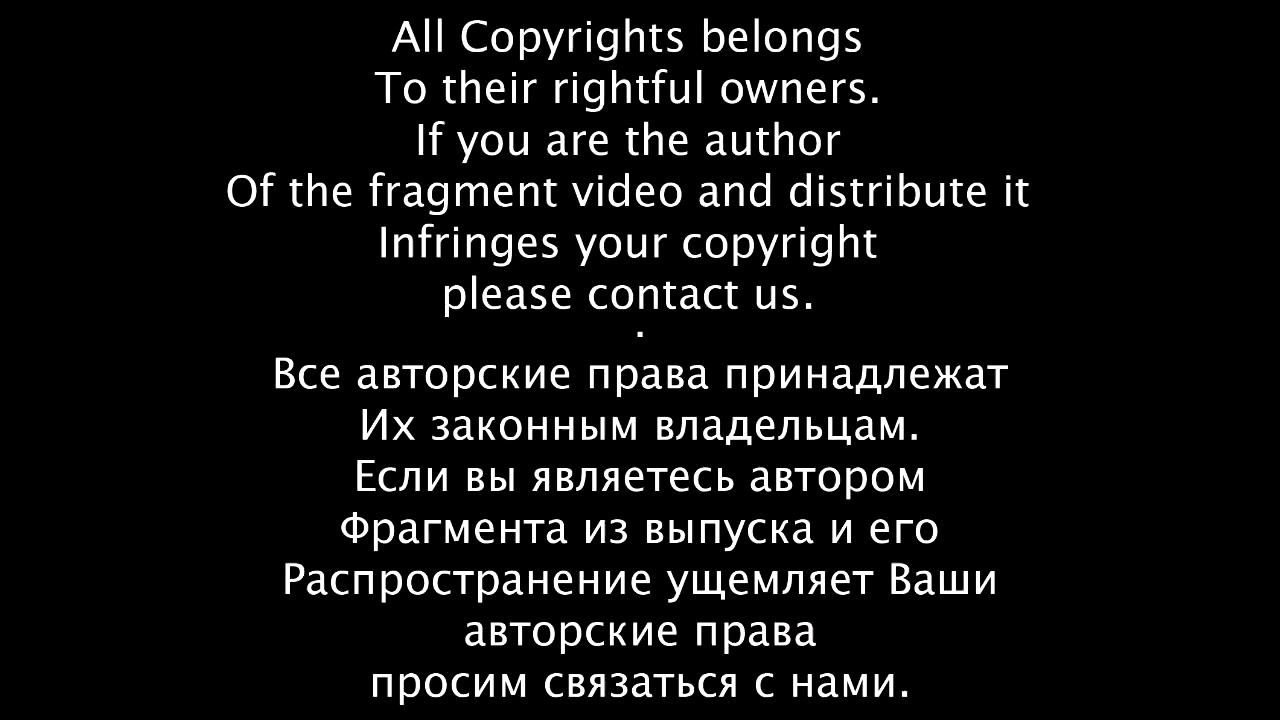 All Copyrights belongs
To their rightful owners.
If you are the author
Of the fragment video and distribute it
Infringes your copyright
please contact us.
.
Все авторские права принадлежат
Их законным владельцам.
Если вы являетесь автором
Фрагмента из выпуска и его
Распространение ущемляет Ваши
авторские права
просим связаться с нами.